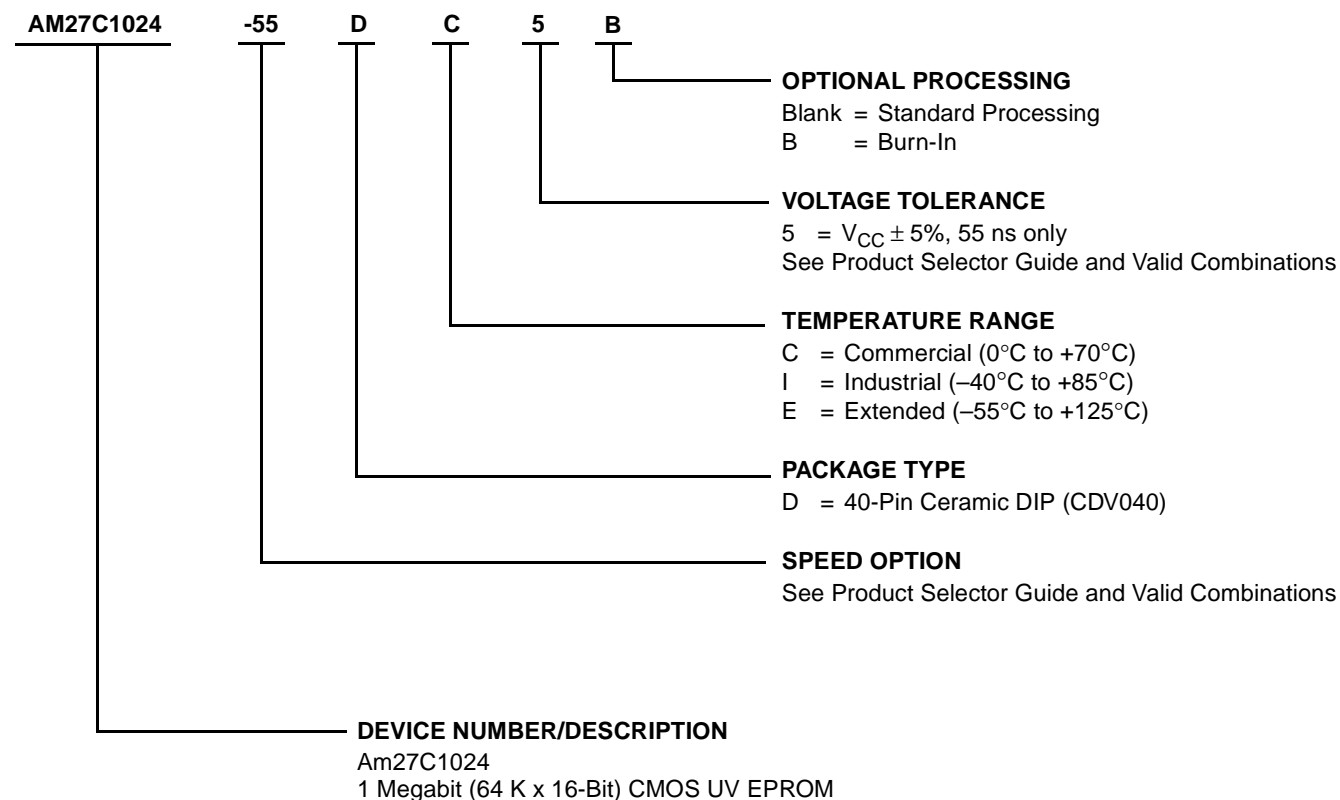 AM27C1024 -55 D C 5 B
OPTIONAL PROCESSING
Blank = Standard Processing
B = Burn-In
VOLTAGE TOLERANCE
5 = VCC ± 5%, 55 ns only
See Product Selector Guide and Valid Combinations
TEMPERATURE RANGE
C = Commercial (0°C to +70°C)
I = Industrial (–40°C to +85°C)
E = Extended (–55°C to +125°C)
PACKAGE TYPE
D = 40-Pin Ceramic DIP (CDV040)
SPEED OPTION
See Product Selector Guide and Valid Combinations
DEVICE NUMBER/DESCRIPTION
Am27C1024
1 Megabit (64 K x 16-Bit) CMOS UV EPROM